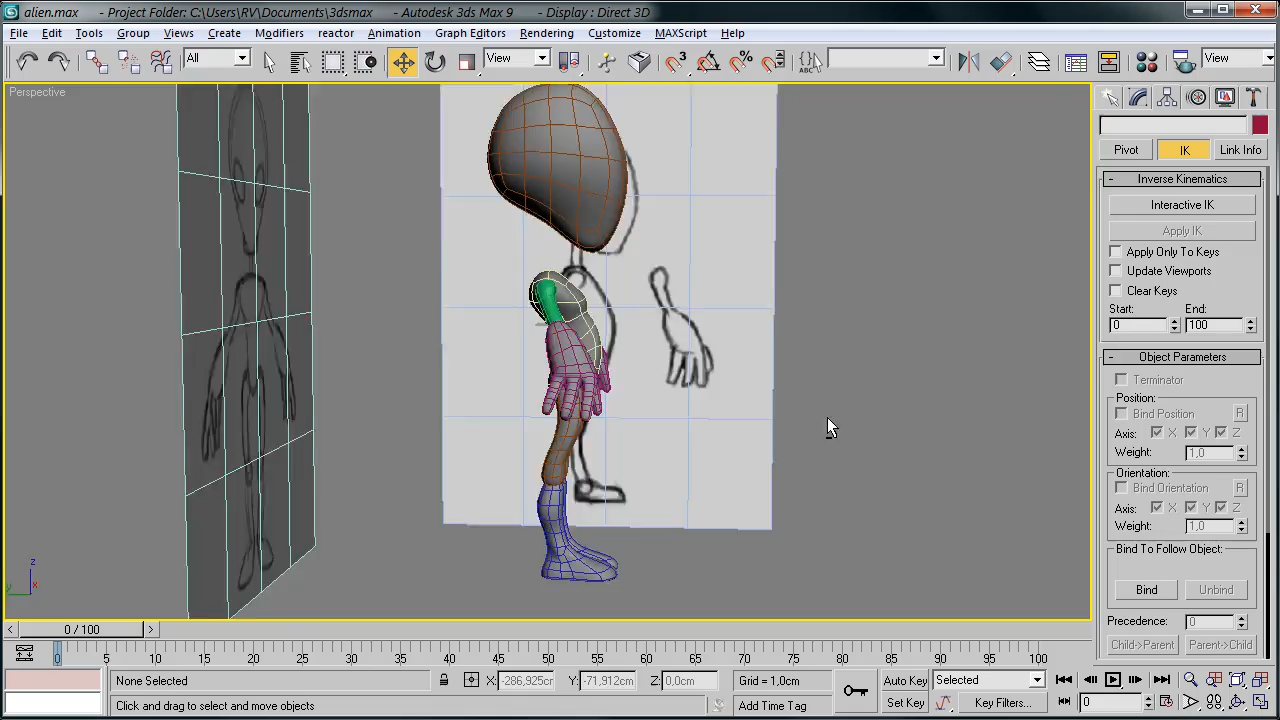 alien.max - Project Folder: C:\Users\RV\Documents\3dsmax - Autodesk 3ds Max 9 - Display : Direct 3D
File Edit Tools Group Views Create Modifiers reactor Animation Graph Editors Rendering Customize MAXScript Help
All View 3 View
Perspective
Pivot IK Link Info
- Inverse Kinematics
Interactive IK
Apply IK
Apply Only To Keys
Update Viewports
Clear Keys
Start: End:
0 100
- Object Parameters
Terminator
Position:
Bind Position R
Axis: X Y Z
Weight: 1,0
Orientation:
Bind Orientation R
Axis: X Y Z
Weight: 1,0
Bind To Follow Object:
Bind Unbind
Precedence: 0
Child->Parent Parent->Child
z
y x
< 0 / 100 >
0 5 10 15 20 25 30 35 40 45 50 55 60 65 70 75 80 85 90 95 100
None Selected X: -286,925cm Y: -71,912cm Z: 0,0cm Grid = 1,0cm Auto Key Selected
Click and drag to select and move objects Add Time Tag Set Key Key Filters... 0